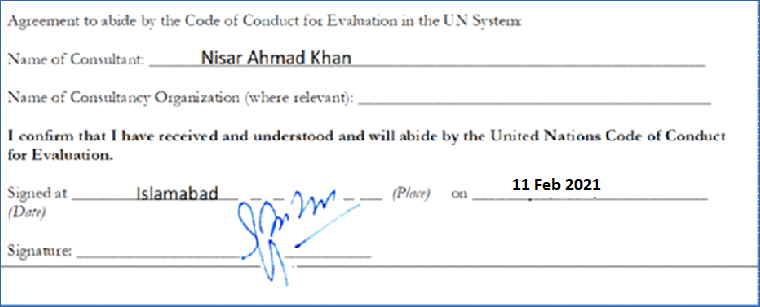 Agreement to abide by the Code of Conduct for Evaluation in the UN System:
Name of Consultant: Nisar Ahmad Khan
Name of Consultancy Organization (where relevant):
I confirm that I have received and understood and will abide by the United Nations Code of Conduct
for Evaluation.
Signed at Islamabad (Place) on 11 Feb 2021
(Date)
Signature: